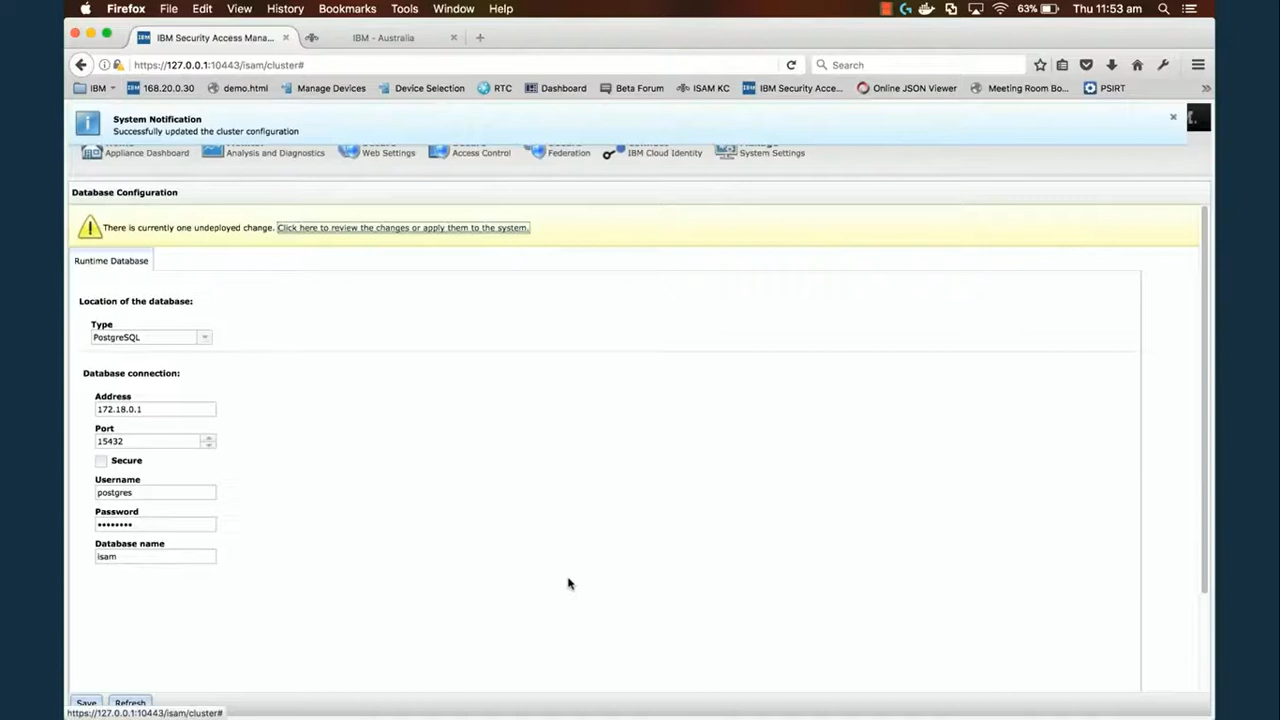 Firefox File Edit View History Bookmarks Tools Window Help 63% Thu 11:53 am
IBM Security Access Mana... IBM - Australia
https://127.0.0.1:10443/isam/cluster# Search
IBM 168.20.0.30 demo.html Manage Devices Device Selection RTC Dashboard Beta Forum ISAM KC IBM Security Acce... Online JSON Viewer Meeting Room Bo... PSIRT
System Notification
Successfully updated the cluster configuration
Appliance Dashboard Analysis and Diagnostics Web Settings Access Control Federation IBM Cloud Identity System Settings
Database Configuration
There is currently one undeployed change. Click here to review the changes or apply them to the system.
Runtime Database
Location of the database:
Type
PostgreSQL
Database connection:
Address
172.18.0.1
Port
15432
Secure
Username
postgres
Password
••••••••
Database name
isam
Save Refresh
https://127.0.0.1:10443/isam/cluster#